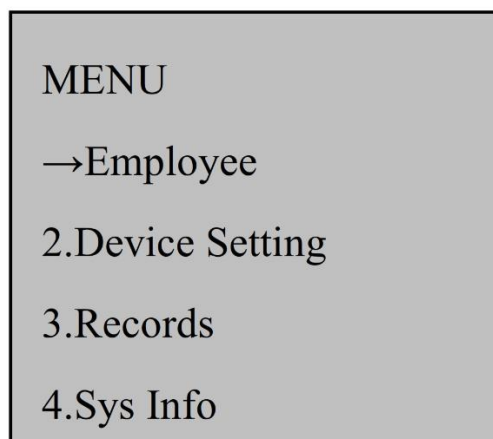 MENU
→Employee
2.Device Setting
3.Records
4.Sys Info